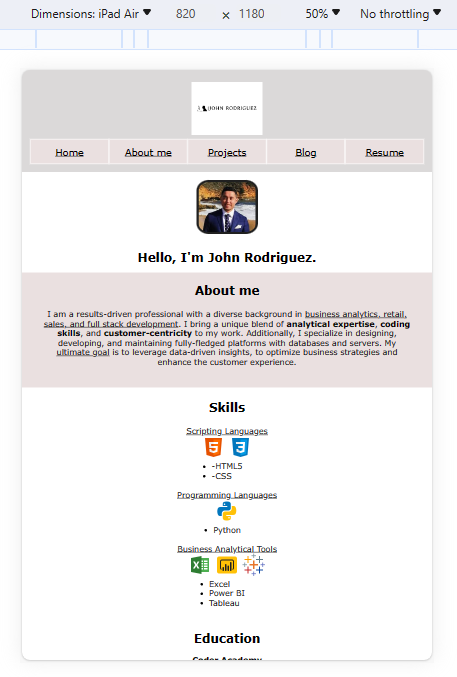 Dimensions: iPad Air ▼ 820 × 1180 50% ▼ No throttling ▼
JOHN RODRIGUEZ
Home About me Projects Blog Resume
Hello, I'm John Rodriguez.
About me
I am a results-driven professional with a diverse background in business analytics, retail,
sales, and full stack development. I bring a unique blend of analytical expertise, coding
skills, and customer-centricity to my work. Additionally, I specialize in designing,
developing, and maintaining fully-fledged platforms with databases and servers. My
ultimate goal is to leverage data-driven insights, to optimize business strategies and
enhance the customer experience.
Skills
Scripting Languages
5 3
• -HTML5
• -CSS
Programming Languages
• Python
Business Analytical Tools
• Excel
• Power BI
• Tableau
Education
Coder Academy